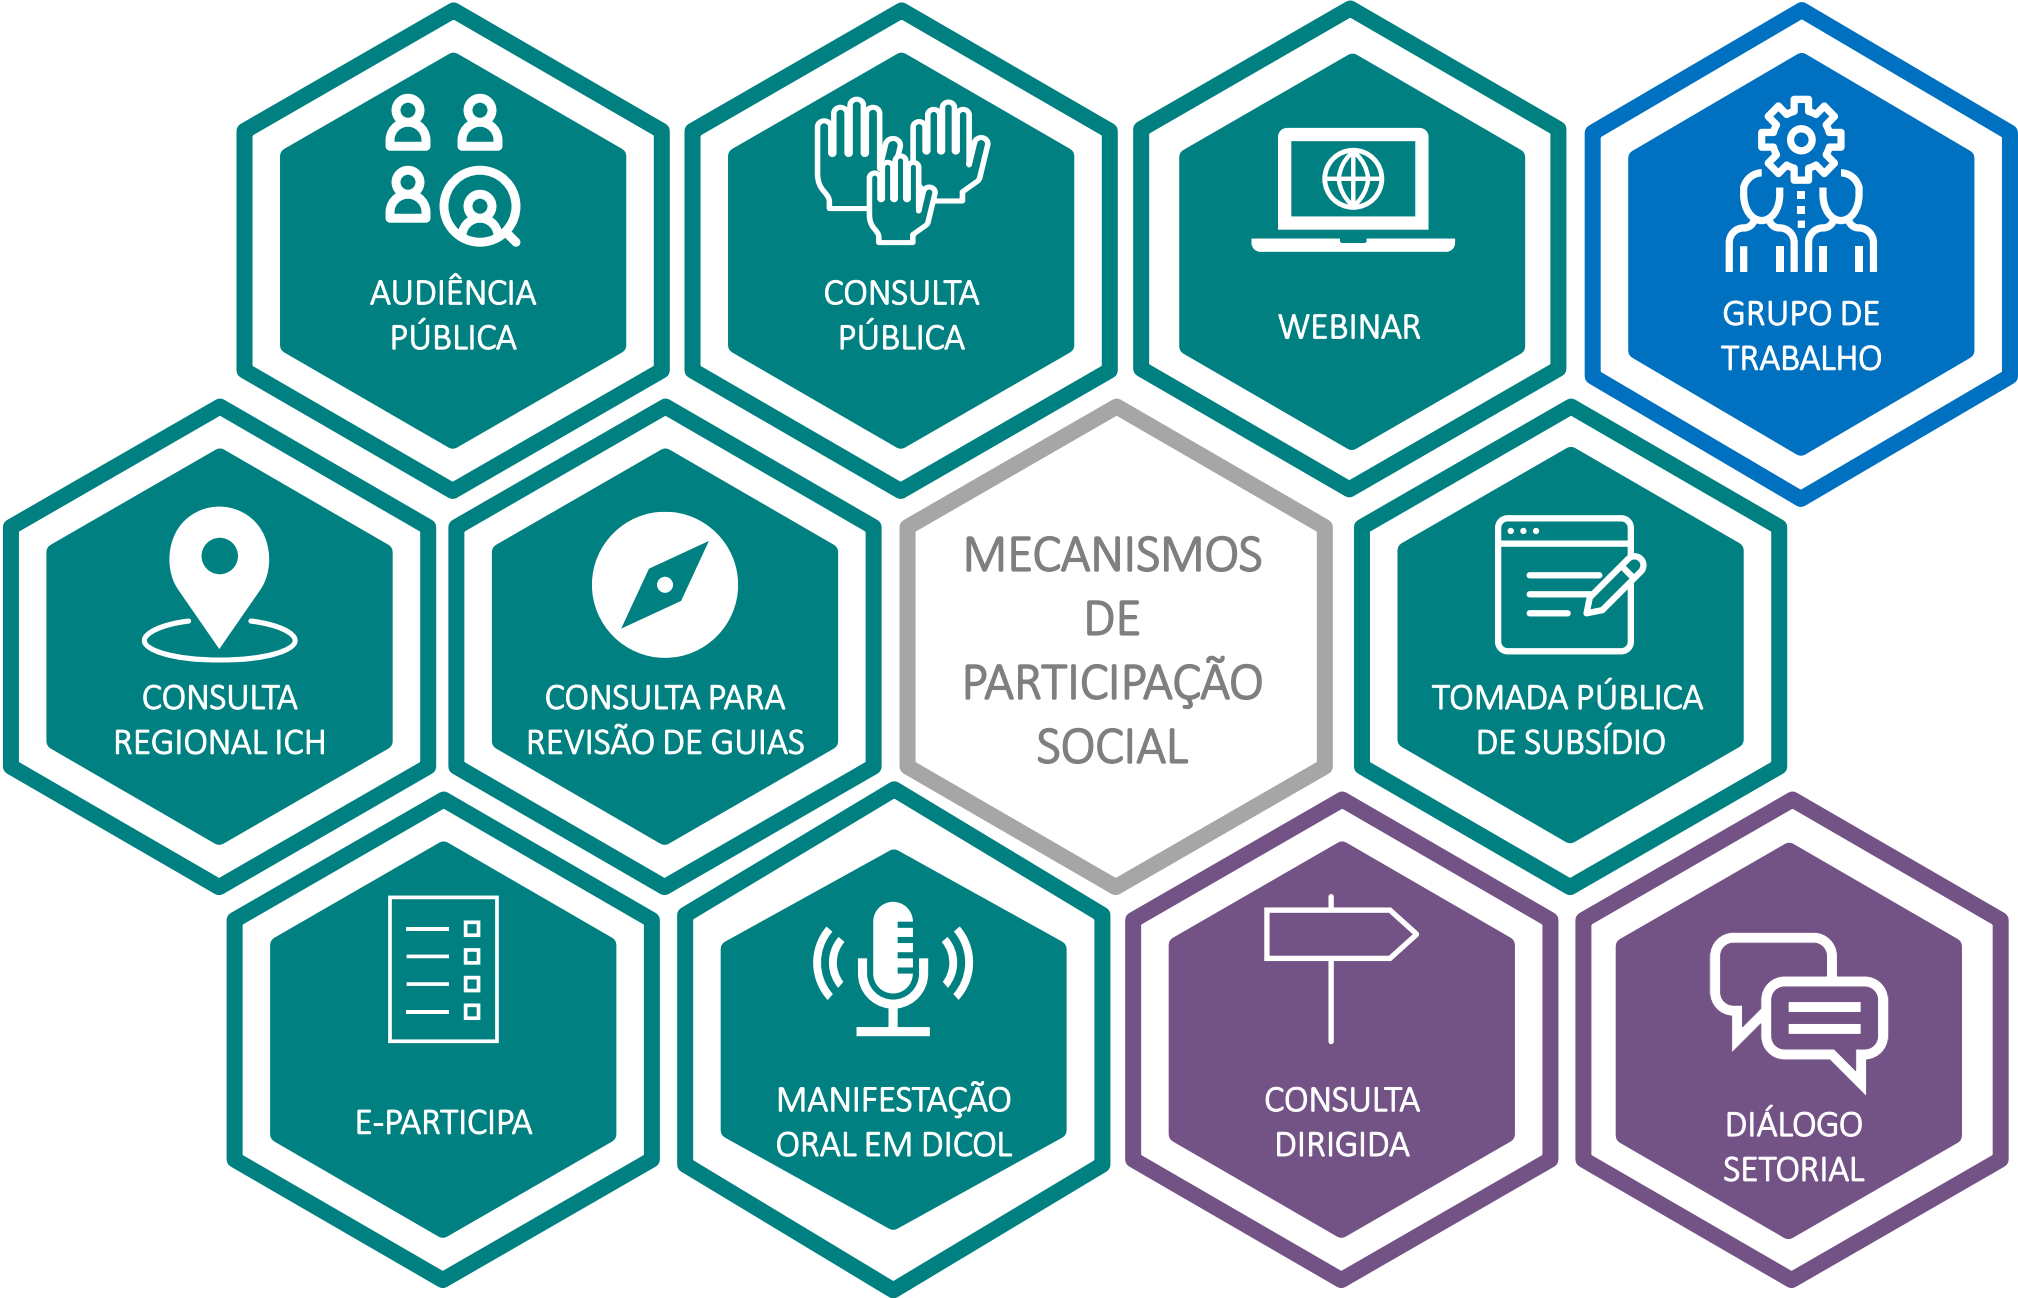 AUDIÊNCIA
PÚBLICA
CONSULTA
PÚBLICA
WEBINAR
GRUPO DE
TRABALHO
CONSULTA
REGIONAL ICH
CONSULTA PARA
REVISÃO DE GUIAS
MECANISMOS
DE
PARTICIPAÇÃO
SOCIAL
TOMADA PÚBLICA
DE SUBSÍDIO
E-PARTICIPA
MANIFESTAÇÃO
ORAL EM DICOL
CONSULTA
DIRIGIDA
DIÁLOGO
SETORIAL